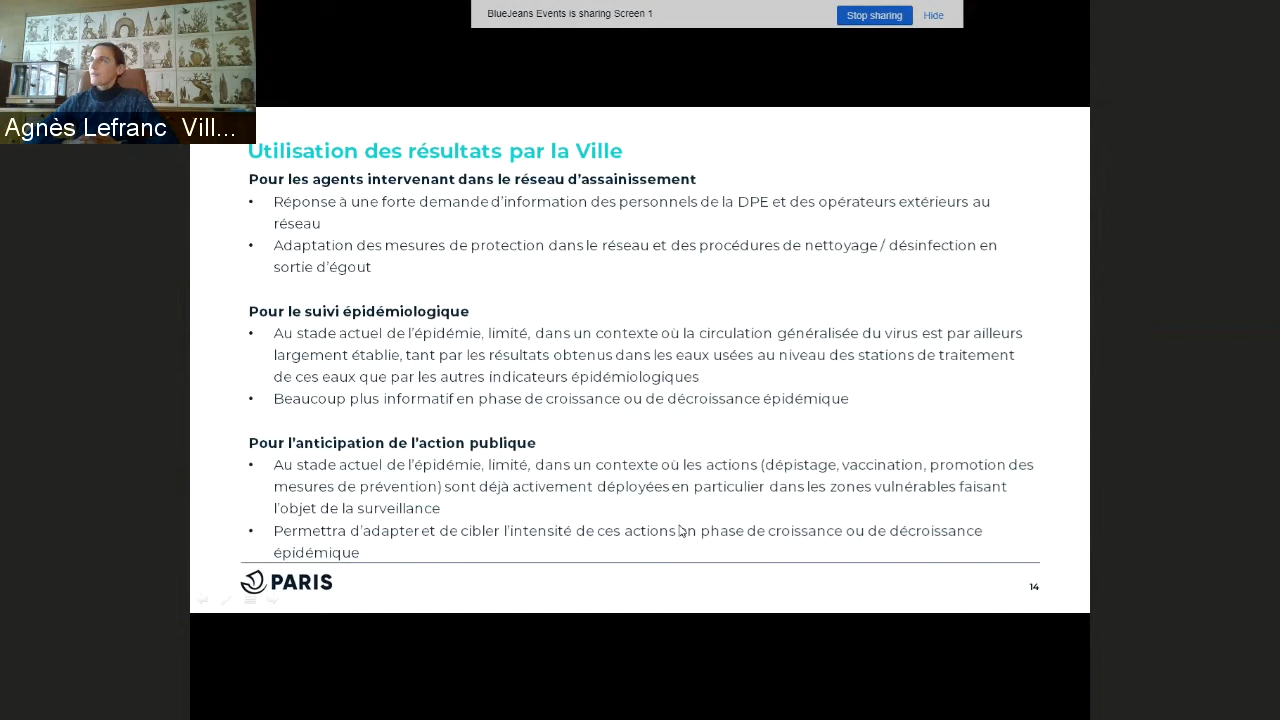 BlueJeans Events is sharing Screen 1
Stop sharing
Hide
Agnès Lefranc Vill...
Utilisation des résultats par la Ville
Pour les agents intervenant dans le réseau d'assainissement
• Réponse à une forte demande d'information des personnels de la DPE et des opérateurs extérieurs au
réseau
• Adaptation des mesures de protection dans le réseau et des procédures de nettoyage / désinfection en
sortie d'égout
Pour le suivi épidémiologique
• Au stade actuel de l'épidémie, limité, dans un contexte où la circulation généralisée du virus est par ailleurs
largement établie, tant par les résultats obtenus dans les eaux usées au niveau des stations de traitement
de ces eaux que par les autres indicateurs épidémiologiques
• Beaucoup plus informatif en phase de croissance ou de décroissance épidémique
Pour l'anticipation de l'action publique
• Au stade actuel de l'épidémie, limité, dans un contexte où les actions (dépistage, vaccination, promotion des
mesures de prévention) sont déjà activement déployées en particulier dans les zones vulnérables faisant
l'objet de la surveillance
• Permettra d'adapter et de cibler l'intensité de ces actions en phase de croissance ou de décroissance
épidémique
PARIS
14